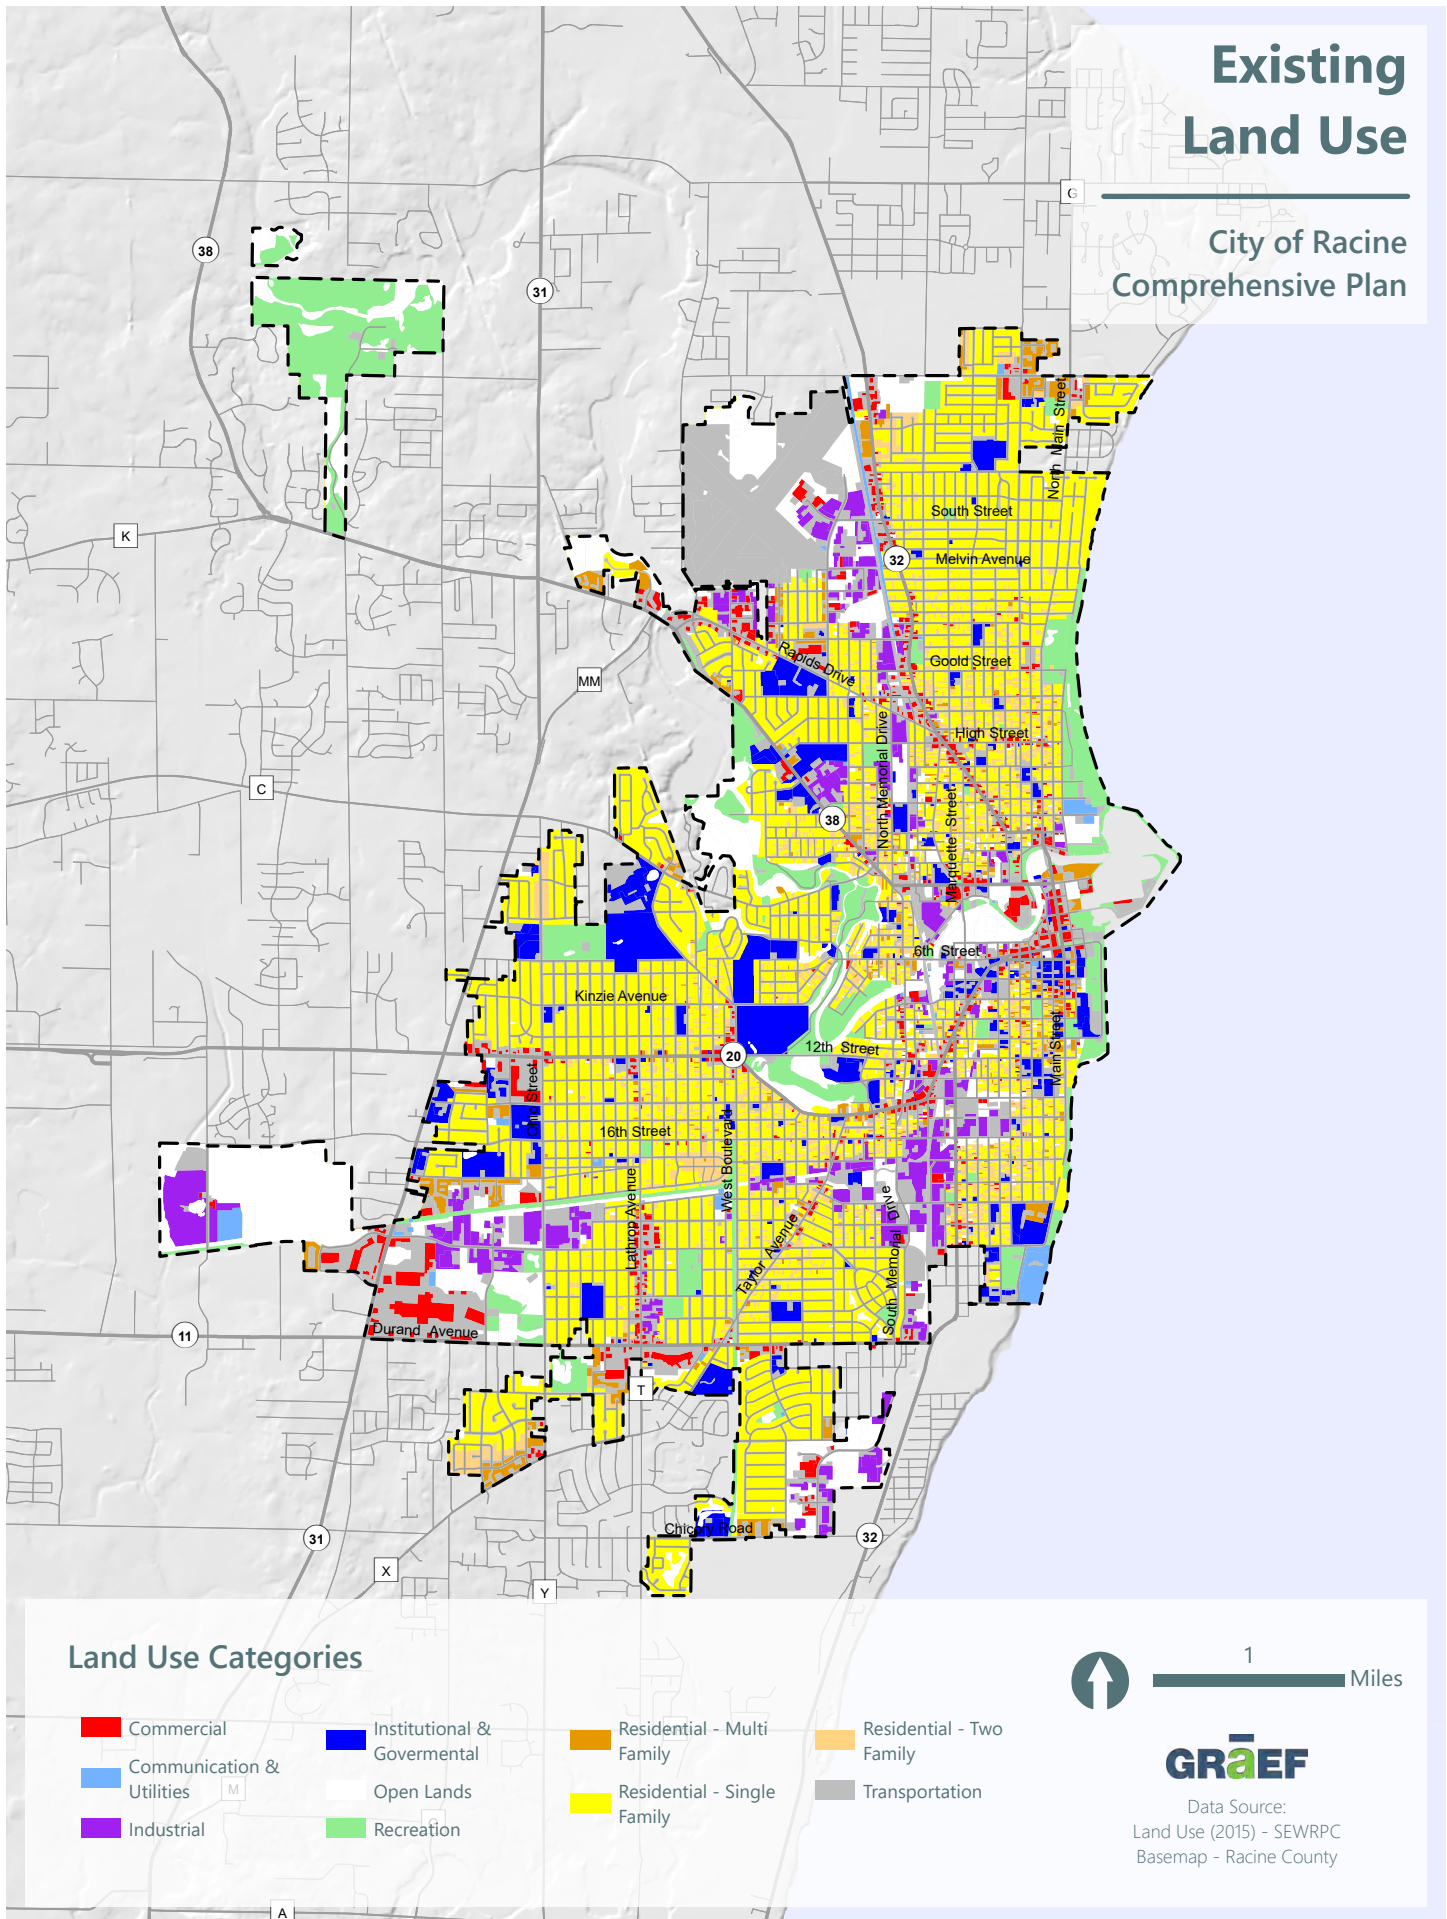 Existing
Land Use
City of Racine
Comprehensive Plan
G
38
31
North Main Street
South Street
K
32
Melvin Avenue
Rapids Drive
Goold Street
MM
High Street
North Memorial Drive
C
38
Marquette Street
6th Street
Kinzie Avenue
12th Street
20
Main Street
Ohio Street
16th Street
West Boulevard
Lathrop Avenue
Taylor Avenue
South Memorial Drive
11
Durand Avenue
T
Chicory Road
31
32
X
Y
Land Use Categories
Commercial
Communication &
Utilities
Industrial
Institutional &
Govermental
Open Lands
Recreation
Residential - Multi
Family
Residential - Single
Family
Residential - Two
Family
Transportation
M
A
1
Miles
GRAEF
Data Source:
Land Use (2015) - SEWRPC
Basemap - Racine County